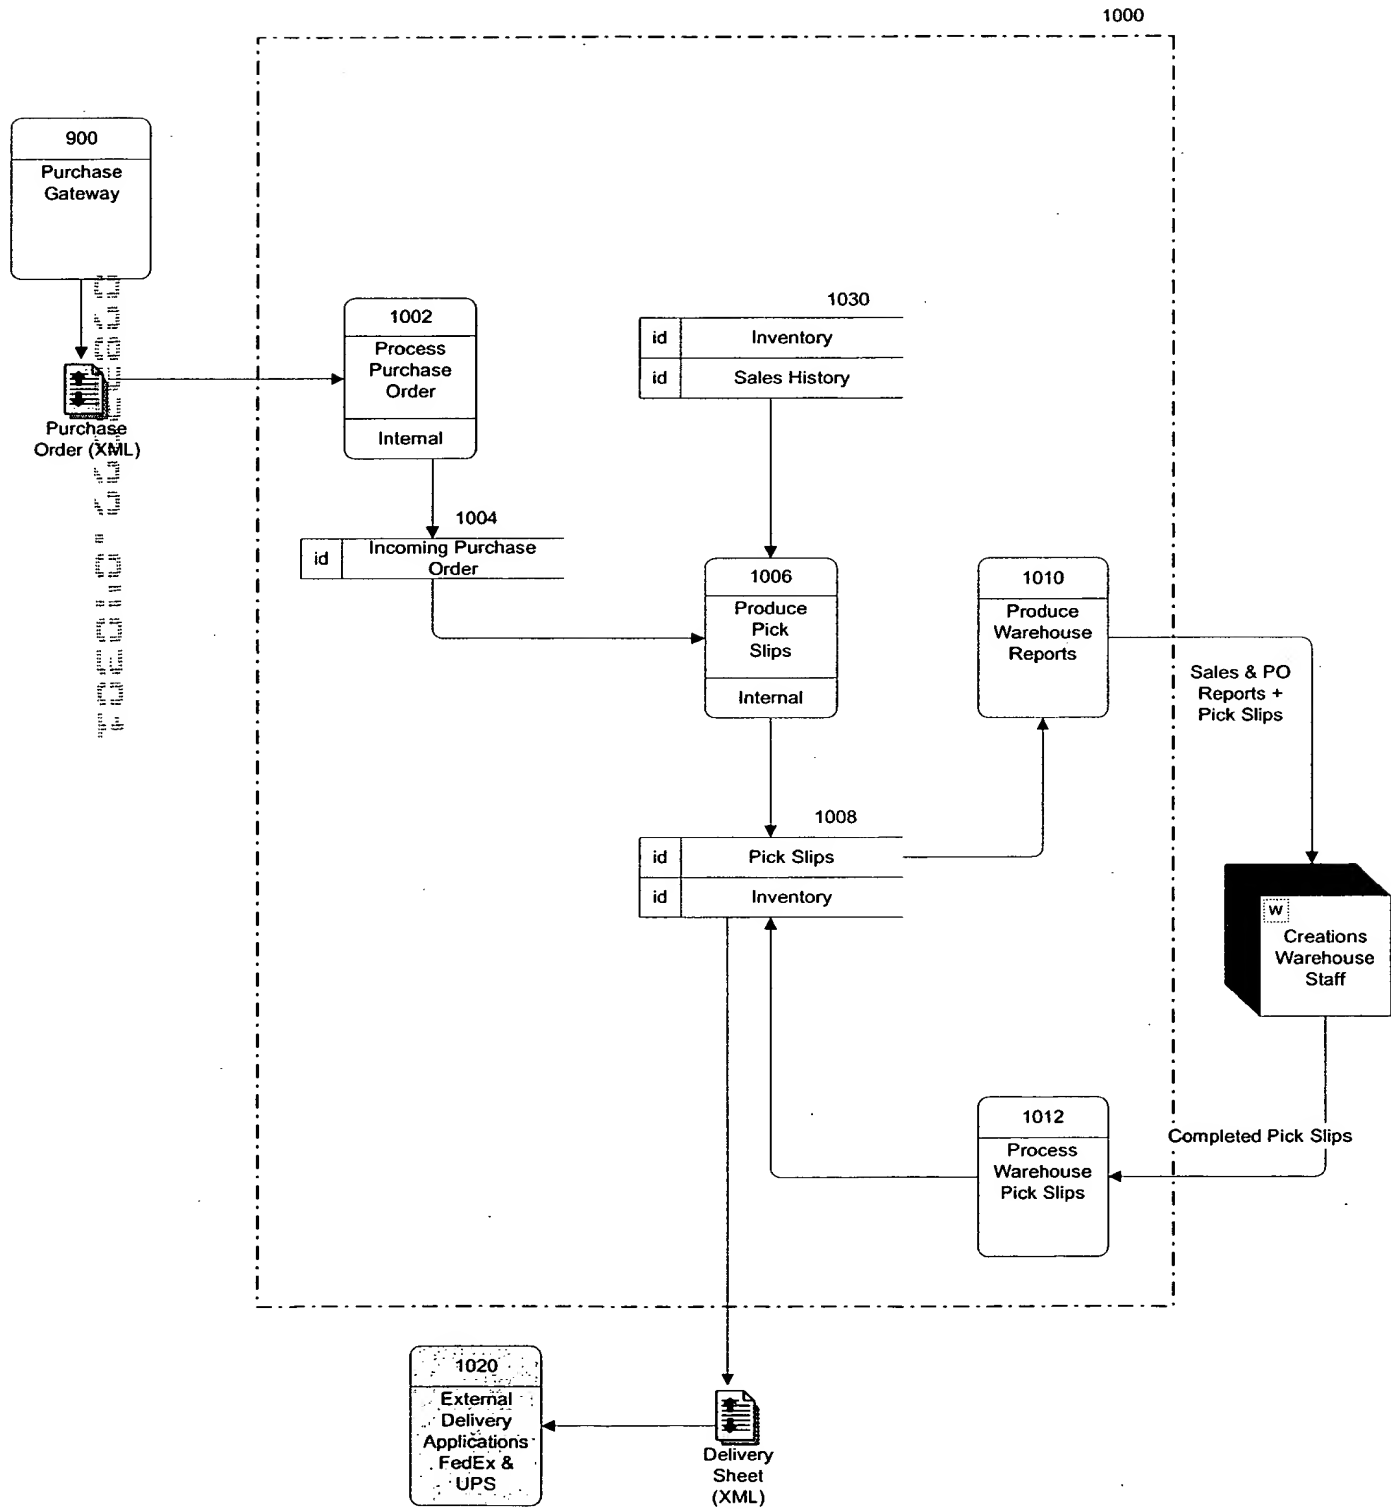 1000
900
Purchase
Gateway
Purchase
Order (XML)
1002
Process
Purchase
Order
Internal
1030
id Inventory
id Sales History
1004
id Incoming Purchase
Order
1006
Produce
Pick
Slips
Internal
1010
Produce
Warehouse
Reports
Sales & PO
Reports +
Pick Slips
1008
id Pick Slips
id Inventory
W
Creations
Warehouse
Staff
1012
Process
Warehouse
Pick Slips
Completed Pick Slips
1020
External
Delivery
Applications
FedEx &
UPS
Delivery
Sheet
(XML)